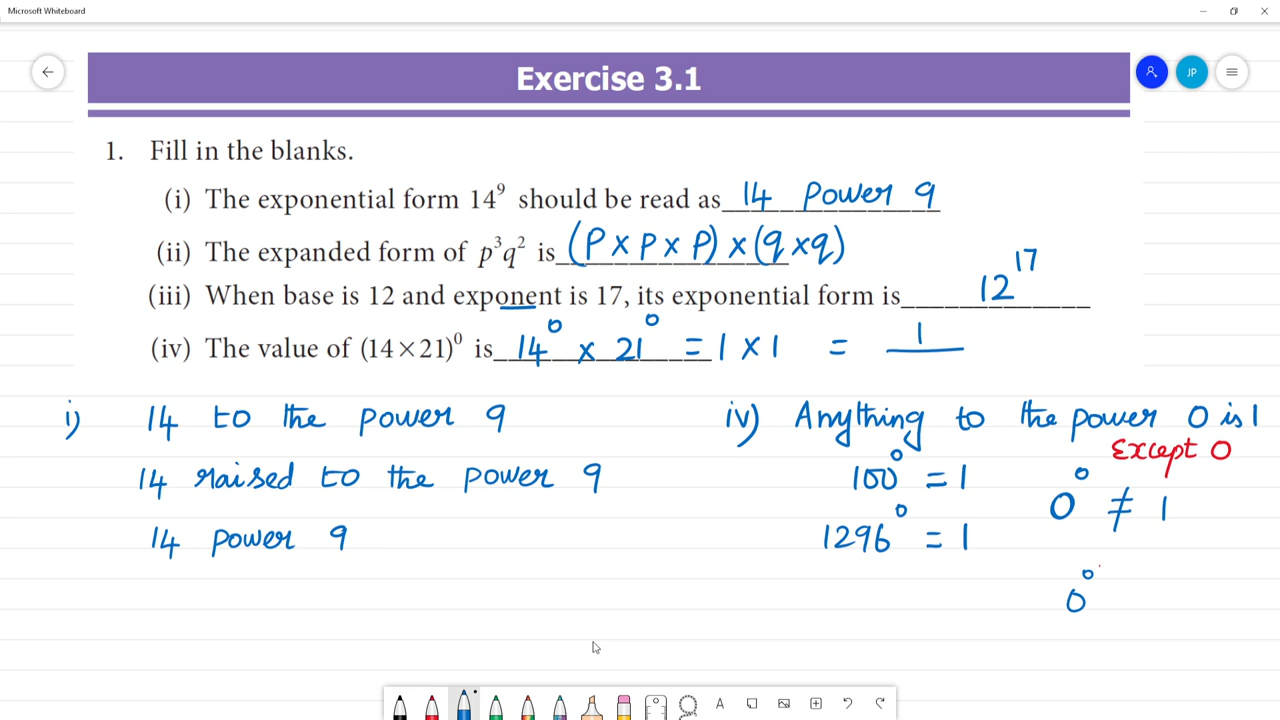 Microsoft Whiteboard
JP
Exercise 3.1
1. Fill in the blanks.
(i) The exponential form 14⁹ should be read as 14 Power 9
(ii) The expanded form of p³q² is (P × P × P) × (q × q)
(iii) When base is 12 and exponent is 17, its exponential form is 12¹⁷
(iv) The value of (14×21)⁰ is 14⁰ × 21⁰ = 1 × 1 = 1
i) 14 to the power 9
iv) Anything to the power 0 is 1
Except 0
14 raised to the power 9
100⁰ = 1
0⁰ ≠ 1
14 power 9
1296⁰ = 1
0⁰
A